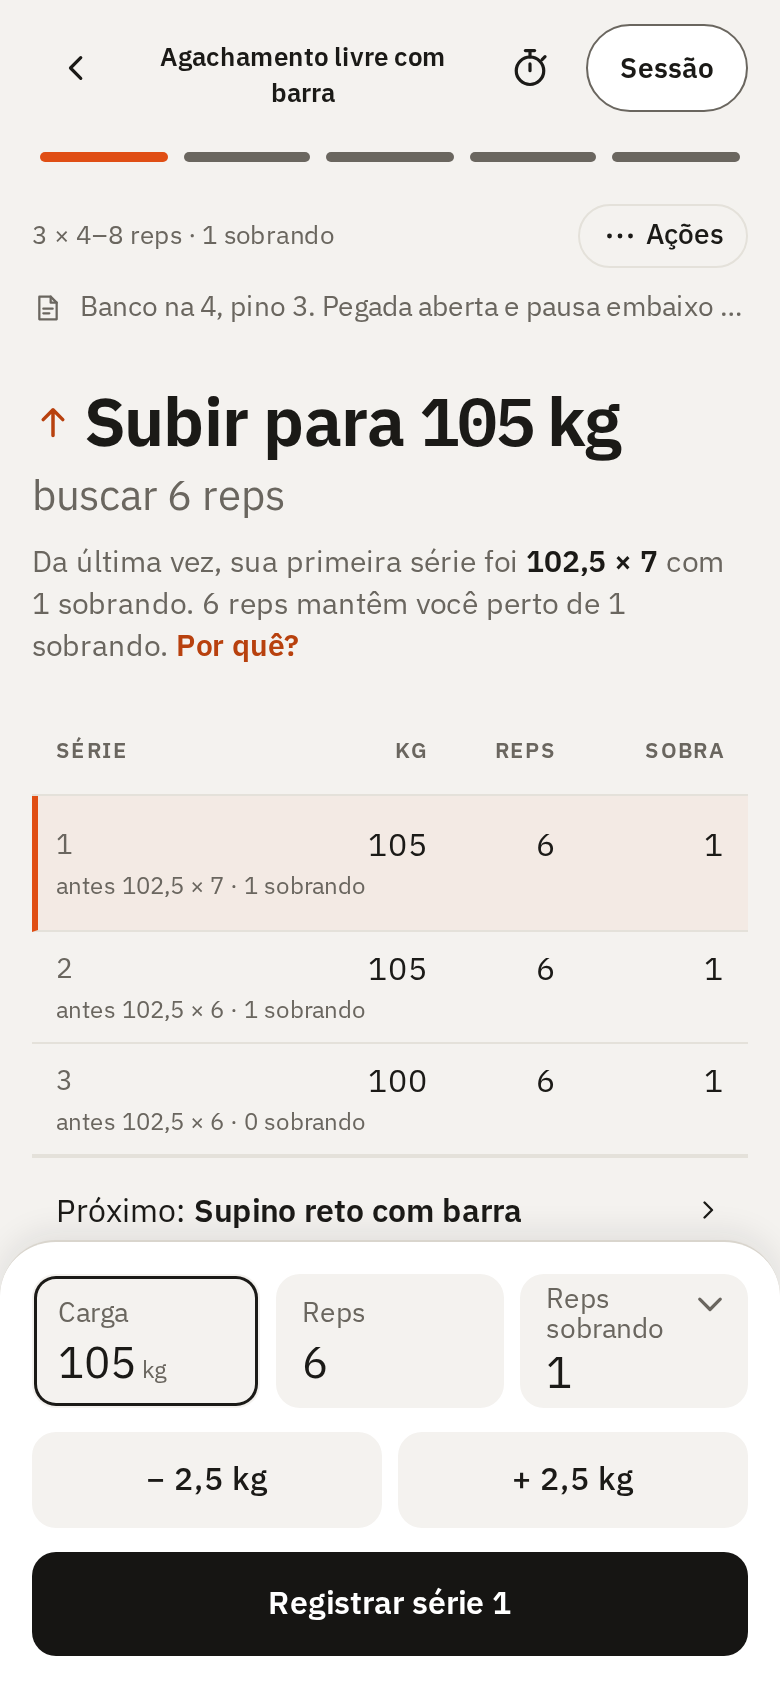 Agachamento livre com
barra
Sessão
3 × 4–8 reps · 1 sobrando
··· Ações
Banco na 4, pino 3. Pegada aberta e pausa embaixo ...
↑ Subir para 105 kg
buscar 6 reps
Da última vez, sua primeira série foi 102,5 × 7 com
1 sobrando. 6 reps mantêm você perto de 1
sobrando. Por quê?
SÉRIE KG REPS SOBRA
1 105 6 1
antes 102,5 × 7 · 1 sobrando
2 105 6 1
antes 102,5 × 6 · 1 sobrando
3 100 6 1
antes 102,5 × 6 · 0 sobrando
Próximo: Supino reto com barra
Carga
105 kg
Reps
6
Reps
sobrando
1
− 2,5 kg
+ 2,5 kg
Registrar série 1